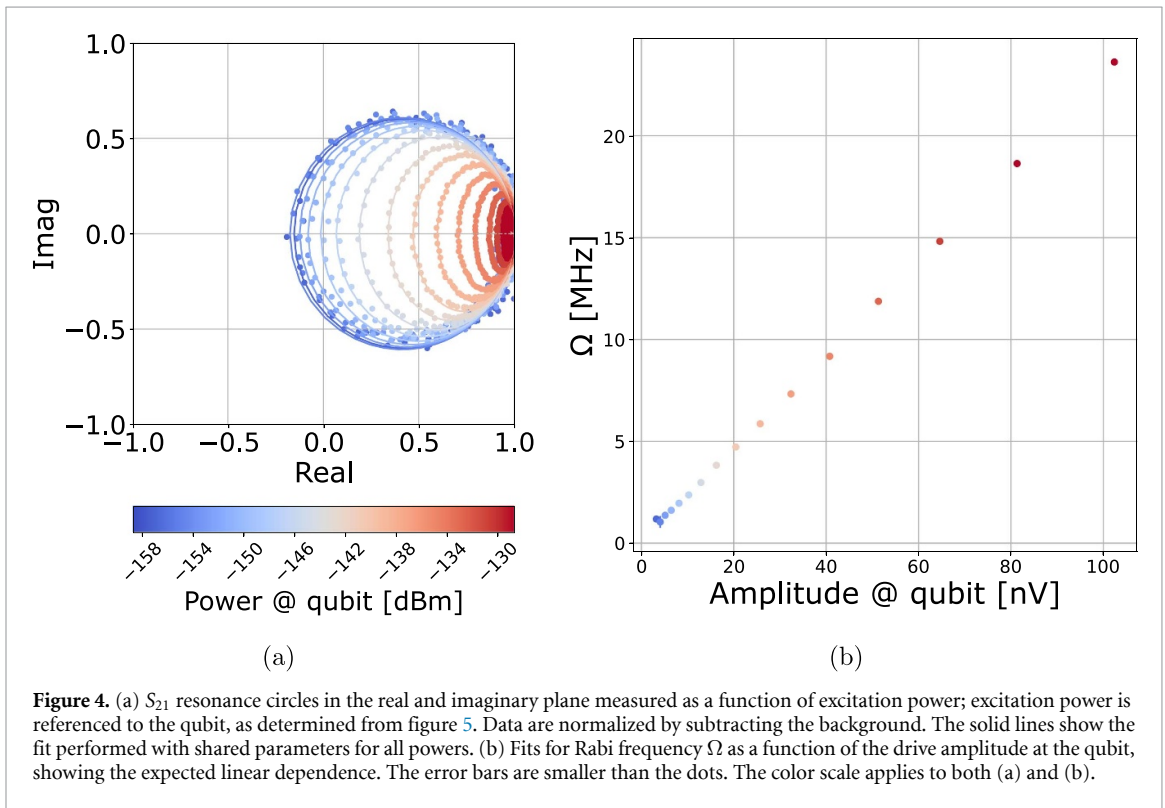 1.0
0.5
0.0
−0.5
−1.0
−1.0
−0.5
0.0
0.5
1.0
Imag
Real
−158
−154
−150
−146
−142
−138
−134
−130
Power @ qubit [dBm]
(a)
20
15
10
5
0
Ω [MHz]
0
20
40
60
80
100
Amplitude @ qubit [nV]
(b)
Figure 4. (a) S21 resonance circles in the real and imaginary plane measured as a function of excitation power; excitation power is
referenced to the qubit, as determined from figure 5. Data are normalized by subtracting the background. The solid lines show the
fit performed with shared parameters for all powers. (b) Fits for Rabi frequency Ω as a function of the drive amplitude at the qubit,
showing the expected linear dependence. The error bars are smaller than the dots. The color scale applies to both (a) and (b).